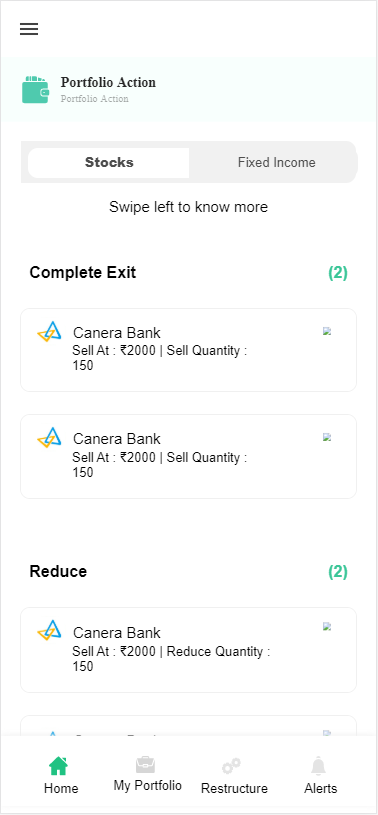 Portfolio Action
Portfolio Action
Stocks
Fixed Income
Swipe left to know more
Complete Exit
(2)
Canera Bank
Sell At : ₹2000 | Sell Quantity :
150
Canera Bank
Sell At : ₹2000 | Sell Quantity :
150
Reduce
(2)
Canera Bank
Sell At : ₹2000 | Reduce Quantity :
150
Home
My Portfolio
Restructure
Alerts